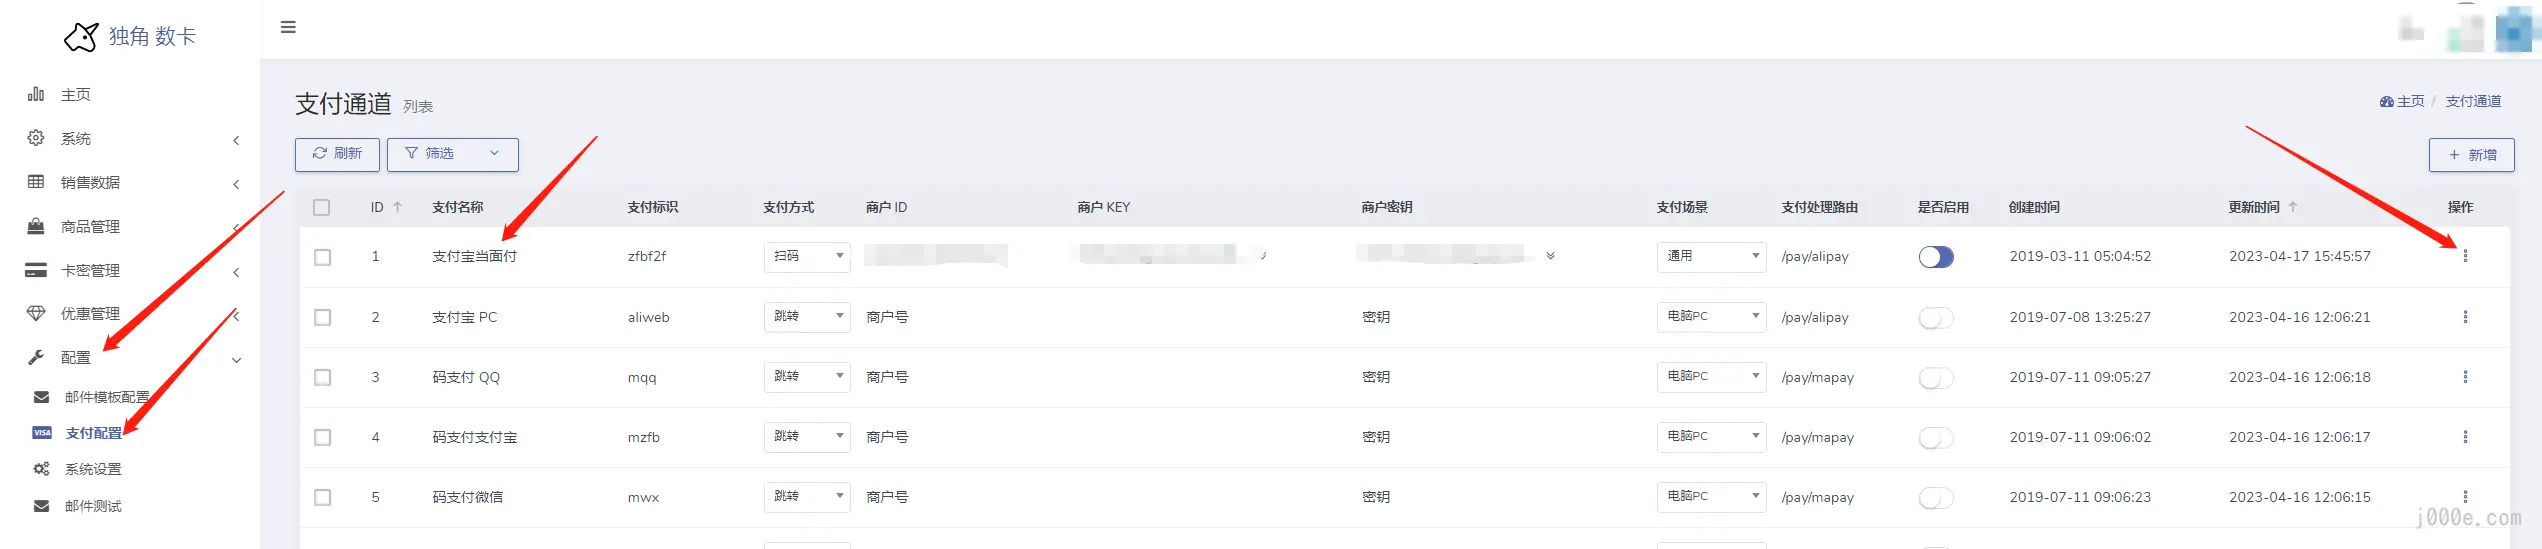 独角 数卡
主页
系统
销售数据
商品管理
卡密管理
优惠管理
配置
邮件模板配置
VISA 支付配置
系统设置
邮件测试
支付通道 列表
主页 / 支付通道
刷新 筛选
+ 新增
ID 支付名称 支付标识 支付方式 商户 ID 商户 KEY 商户密钥 支付场景 支付处理路由 是否启用 创建时间 更新时间 操作
1 支付宝当面付 zfbf2f 扫码 通用 /pay/alipay 2019-03-11 05:04:52 2023-04-17 15:45:57
2 支付宝 PC aliweb 跳转 商户号 密钥 电脑PC /pay/alipay 2019-07-08 13:25:27 2023-04-16 12:06:21
3 码支付 QQ mqq 跳转 商户号 密钥 电脑PC /pay/mapay 2019-07-11 09:05:27 2023-04-16 12:06:18
4 码支付支付宝 mzfb 跳转 商户号 密钥 电脑PC /pay/mapay 2019-07-11 09:06:02 2023-04-16 12:06:17
5 码支付微信 mwx 跳转 商户号 密钥 电脑PC /pay/mapay 2019-07-11 09:06:23 2023-04-16 12:06:15
j000e.com